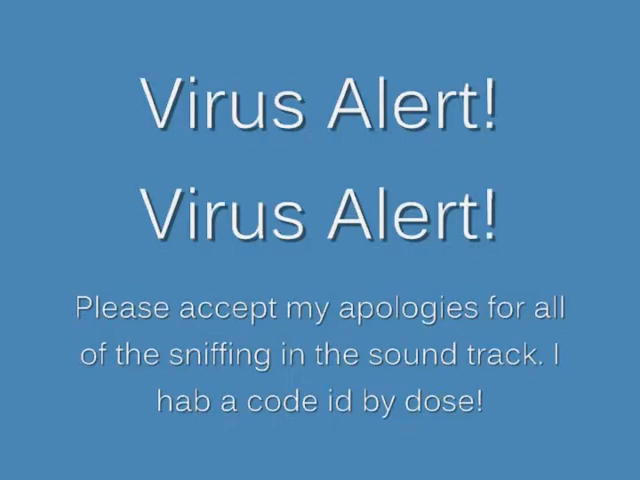 Virus Alert!
Virus Alert!
Please accept my apologies for all
of the sniffing in the sound track. I
hab a code id by dose!